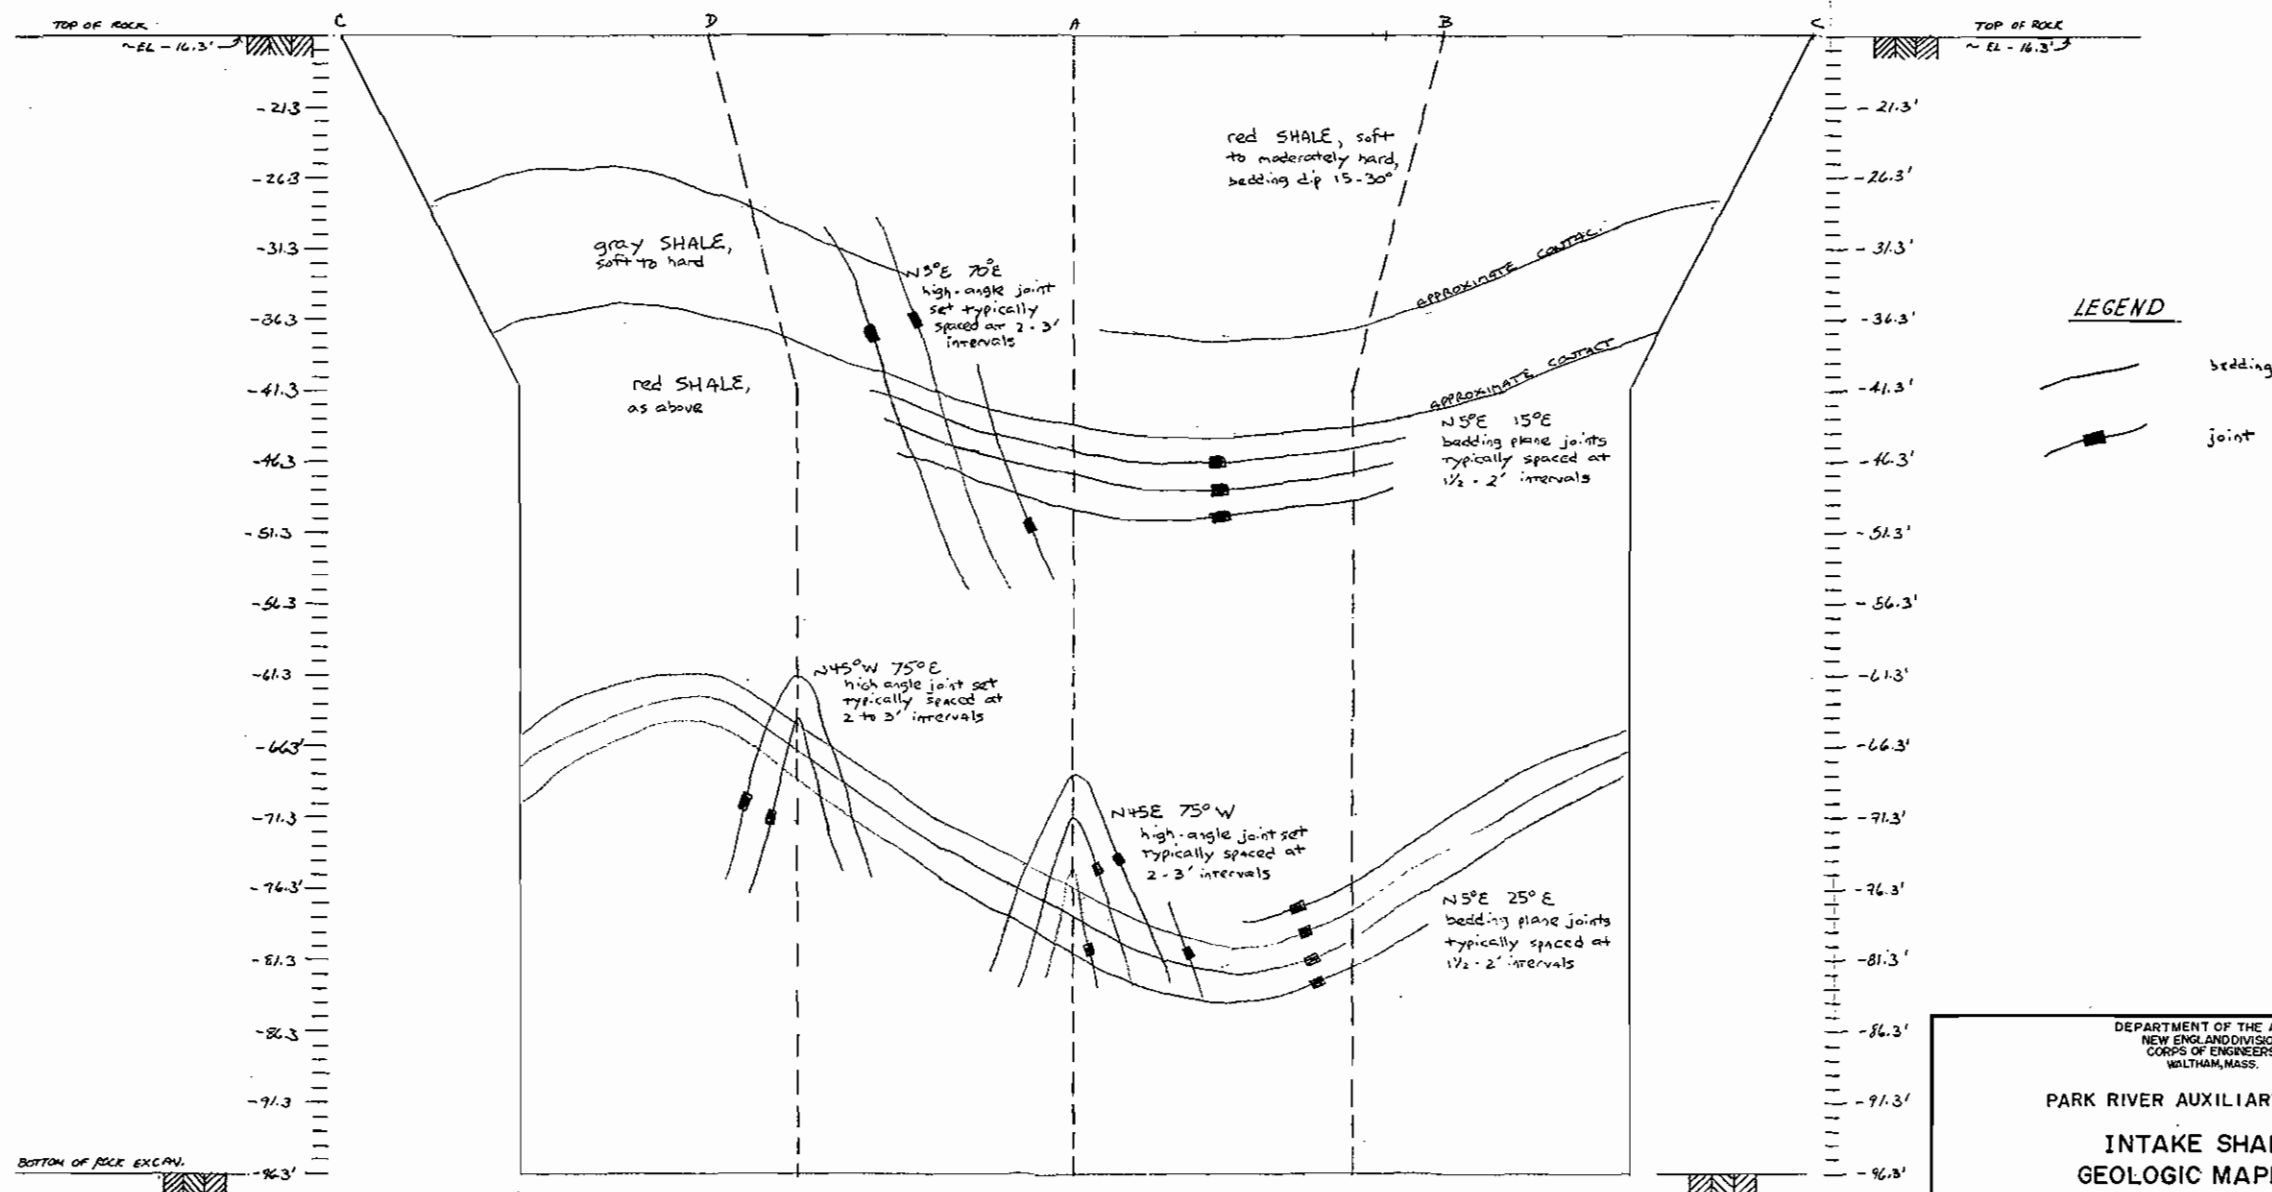 C D A B C
TOP OF ROCK
~EL - 16.3'
TOP OF ROCK
~ EL - 16.3'
-21.3
-26.3
-31.3
-36.3
-41.3
-46.3
-51.3
-56.3
-61.3
-66.3'
-71.3
-76.3'
-81.3
-86.3
-91.3
-96.3'
BOTTOM OF ROCK EXCAV.
red SHALE, soft
to moderately hard,
bedding dip 15-30°
gray SHALE,
soft to hard
N5°E 70°E
high-angle joint
set typically
spaced at 2-3'
intervals
APPROXIMATE CONTAC.
APPROXIMATE CONTACT
red SHALE,
as above
N5°E 15°E
bedding plane joints
typically spaced at
1½ - 2' intervals
N45°W 75°E
high angle joint set
typically spaced at
2 to 3' intervals
N45E 75°W
high-angle joint set
typically spaced at
2-3' intervals
N5°E 25°E
bedding plane joints
typically spaced at
1½ - 2' intervals
-21.3'
-26.3'
-31.3'
-36.3'
-41.3'
-46.3'
-51.3'
-56.3'
-61.3'
-66.3'
-71.3'
-76.3'
-81.3'
-86.3'
-91.3'
-96.3'
LEGEND
bedding
joint
DEPARTMENT OF THE A
NEW ENGLAND DIVISIO
CORPS OF ENGINEERS
WALTHAM, MASS.
PARK RIVER AUXILIAR
INTAKE SHA
GEOLOGIC MAP